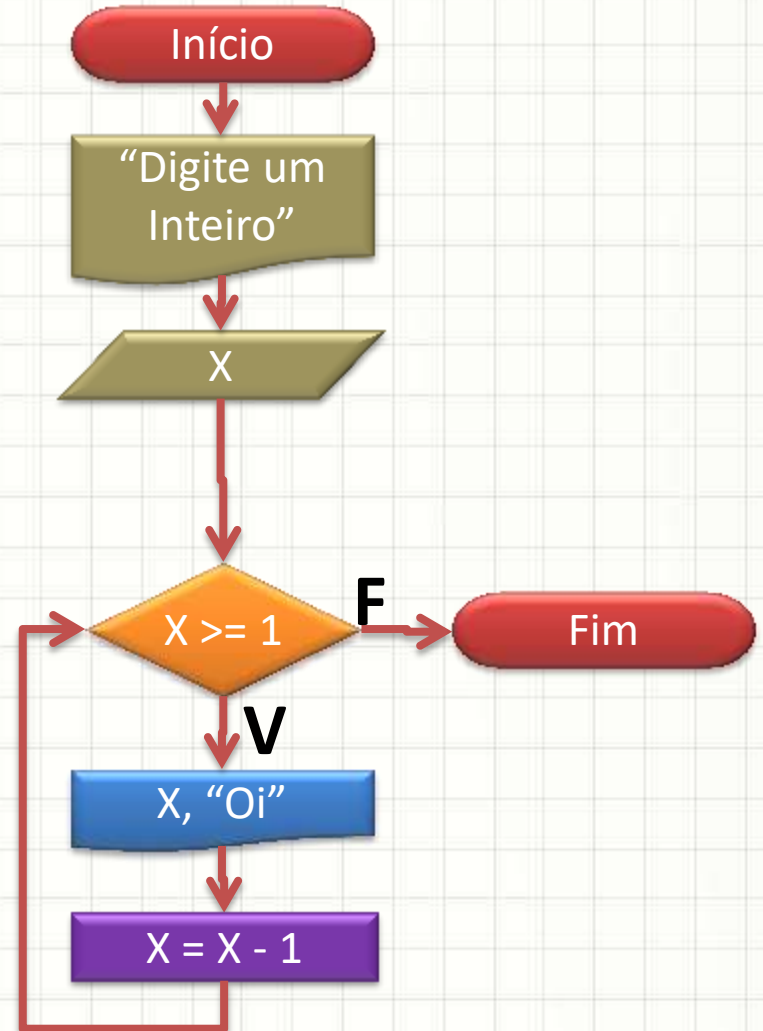 Início
“Digite um
Inteiro”
X
X >= 1
F
Fim
V
X, “Oi”
X = X - 1